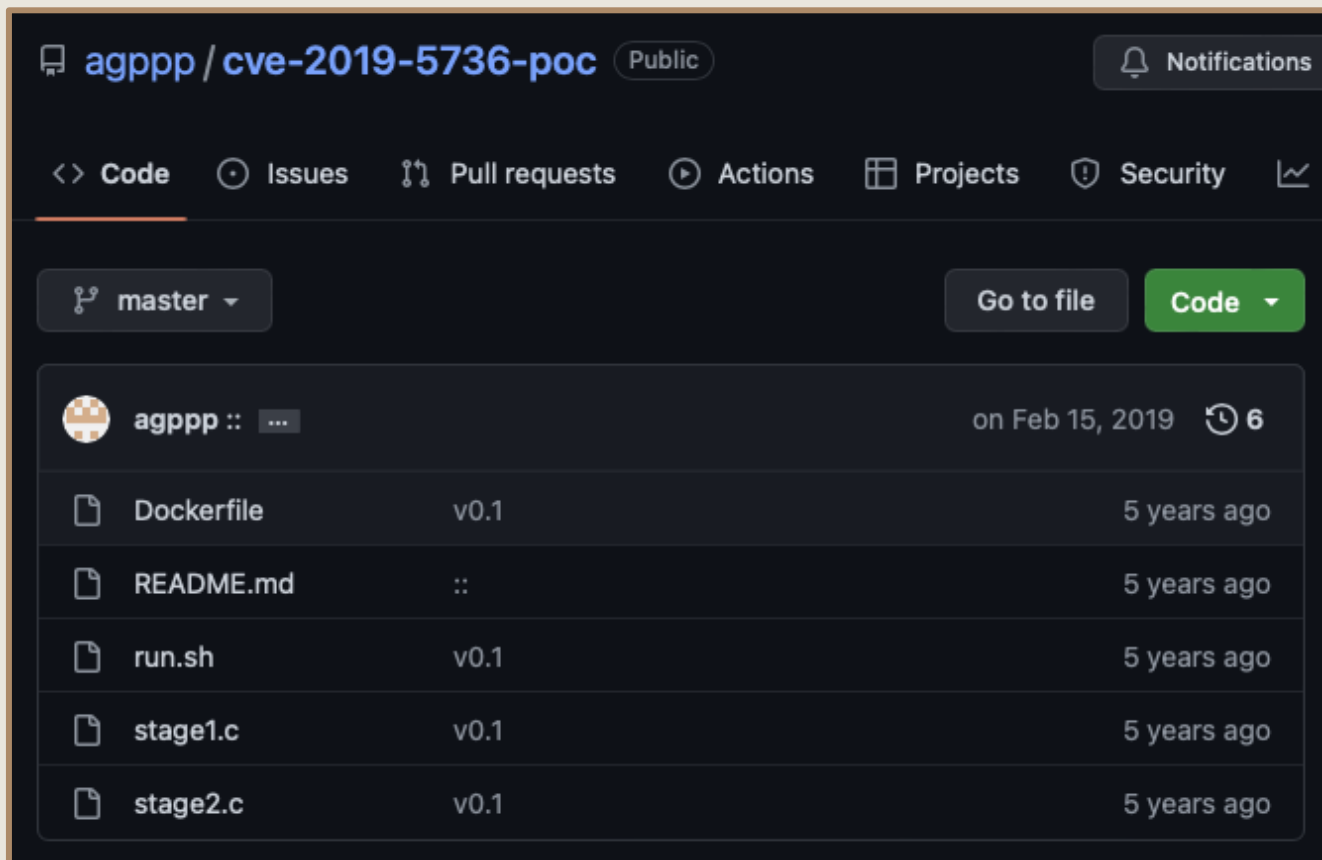 agppp / cve-2019-5736-poc Public Notifications
Code Issues Pull requests Actions Projects Security
master Go to file Code
agppp :: ... on Feb 15, 2019 6
Dockerfile v0.1 5 years ago
README.md :: 5 years ago
run.sh v0.1 5 years ago
stage1.c v0.1 5 years ago
stage2.c v0.1 5 years ago